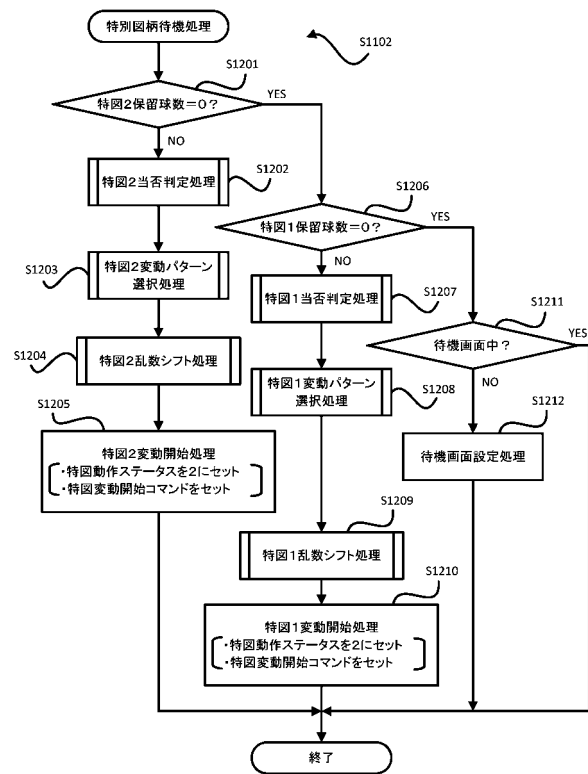 特別図柄待機処理
S1102
S1201
特図2保留球数=0?
YES
NO
S1202
特図2当否判定処理
S1203
特図2変動パターン
選択処理
S1204
特図2乱数シフト処理
S1205
特図2変動開始処理
・特図動作ステータスを2にセット
・特図変動開始コマンドをセット
S1206
特図1保留球数=0?
YES
NO
S1207
特図1当否判定処理
S1208
特図1変動パターン
選択処理
S1209
特図1乱数シフト処理
S1210
特図1変動開始処理
・特図動作ステータスを2にセット
・特図変動開始コマンドをセット
S1211
待機画面中?
YES
NO
S1212
待機画面設定処理
終了